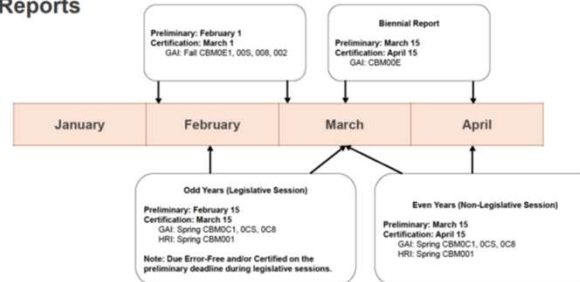 Reports
Preliminary: February 1
Certification: March 1
GAI: Fall CBM0E1, 00S, 008, 002
Biennial Report
Preliminary: March 15
Certification: April 15
GAI: CBM00E
January
February
March
April
Odd Years (Legislative Session)
Preliminary: February 15
Certification: March 15
GAI: Spring CBM0C1, 0CS, 0C8
HRI: Spring CBM001
Note: Due Error-Free and/or Certified on the
preliminary deadline during legislative sessions.
Even Years (Non-Legislative Session)
Preliminary: March 15
Certification: April 15
GAI: Spring CBM0C1, 0CS, 0C8
HRI: Spring CBM001